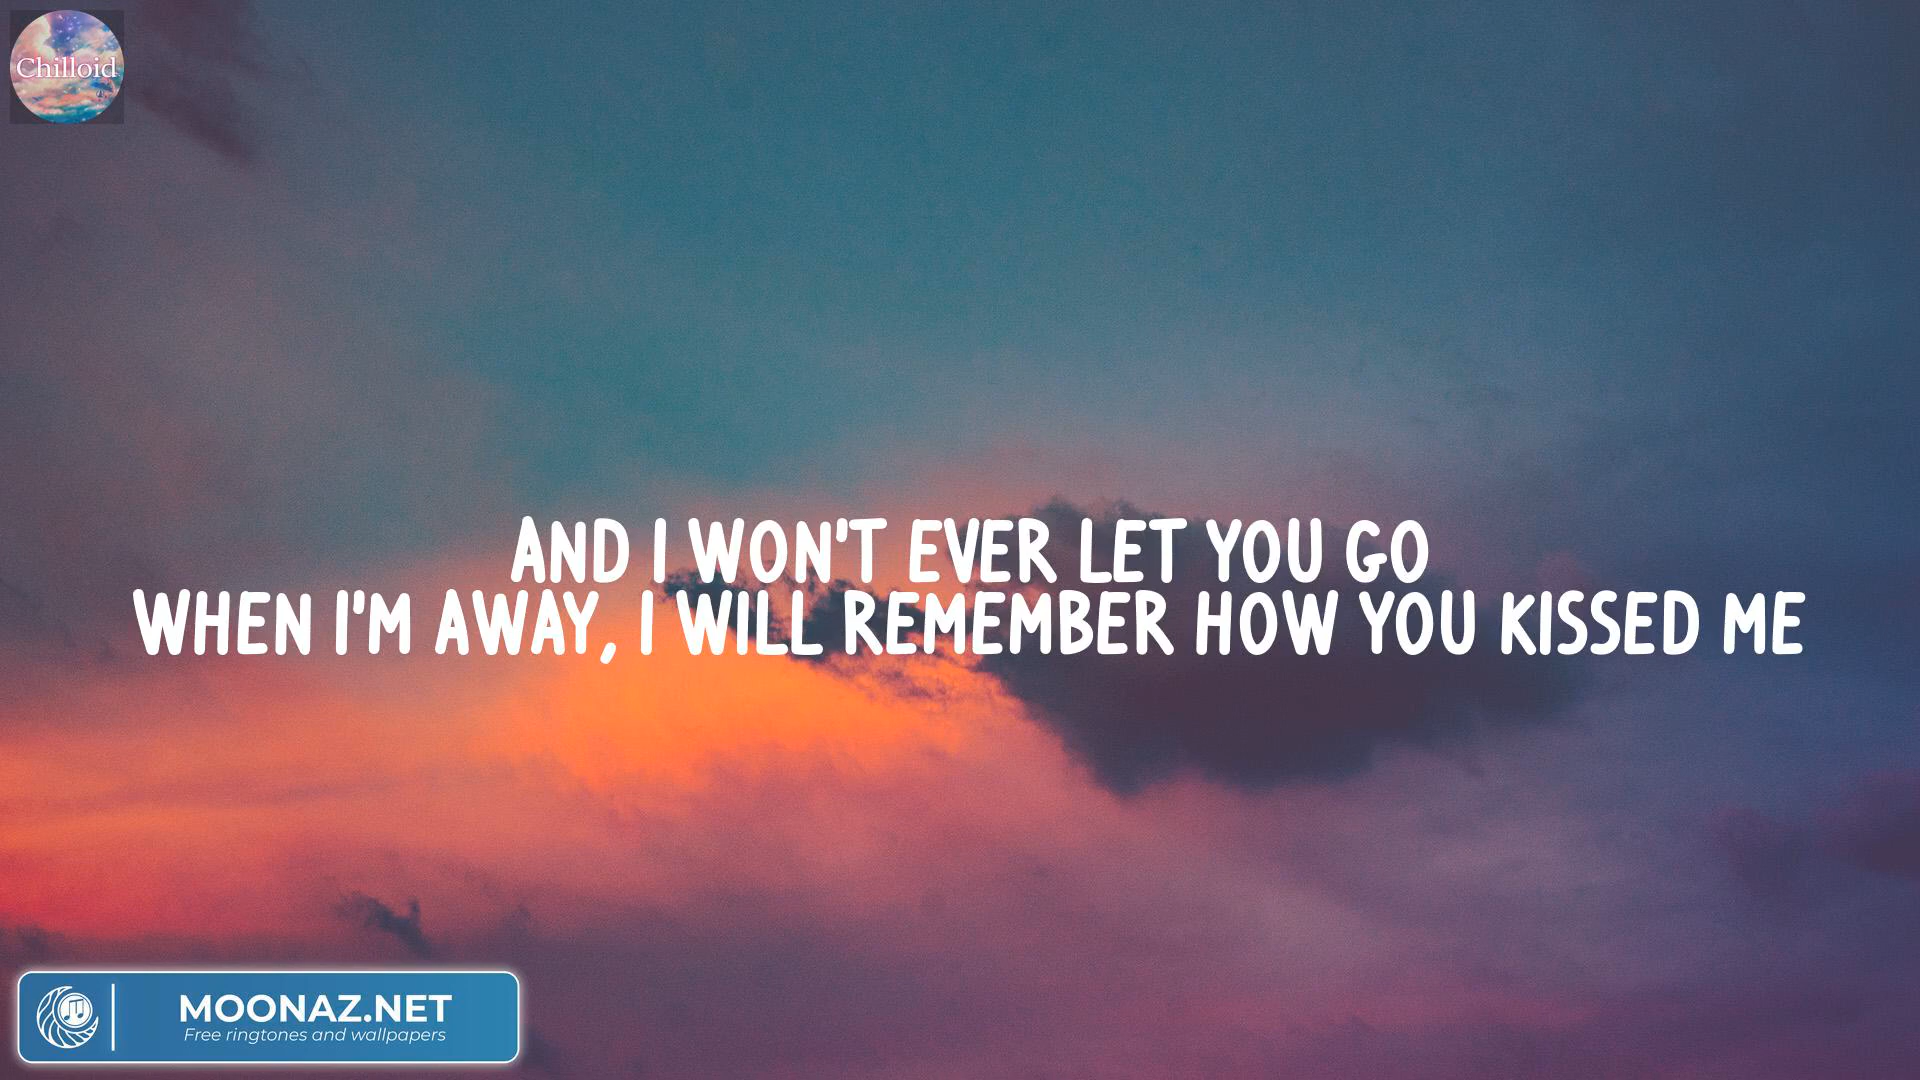 Chilloid
AND I WON'T EVER LET YOU GO
WHEN I'M AWAY, I WILL REMEMBER HOW YOU KISSED ME
MOONAZ.NET
Free ringtones and wallpapers